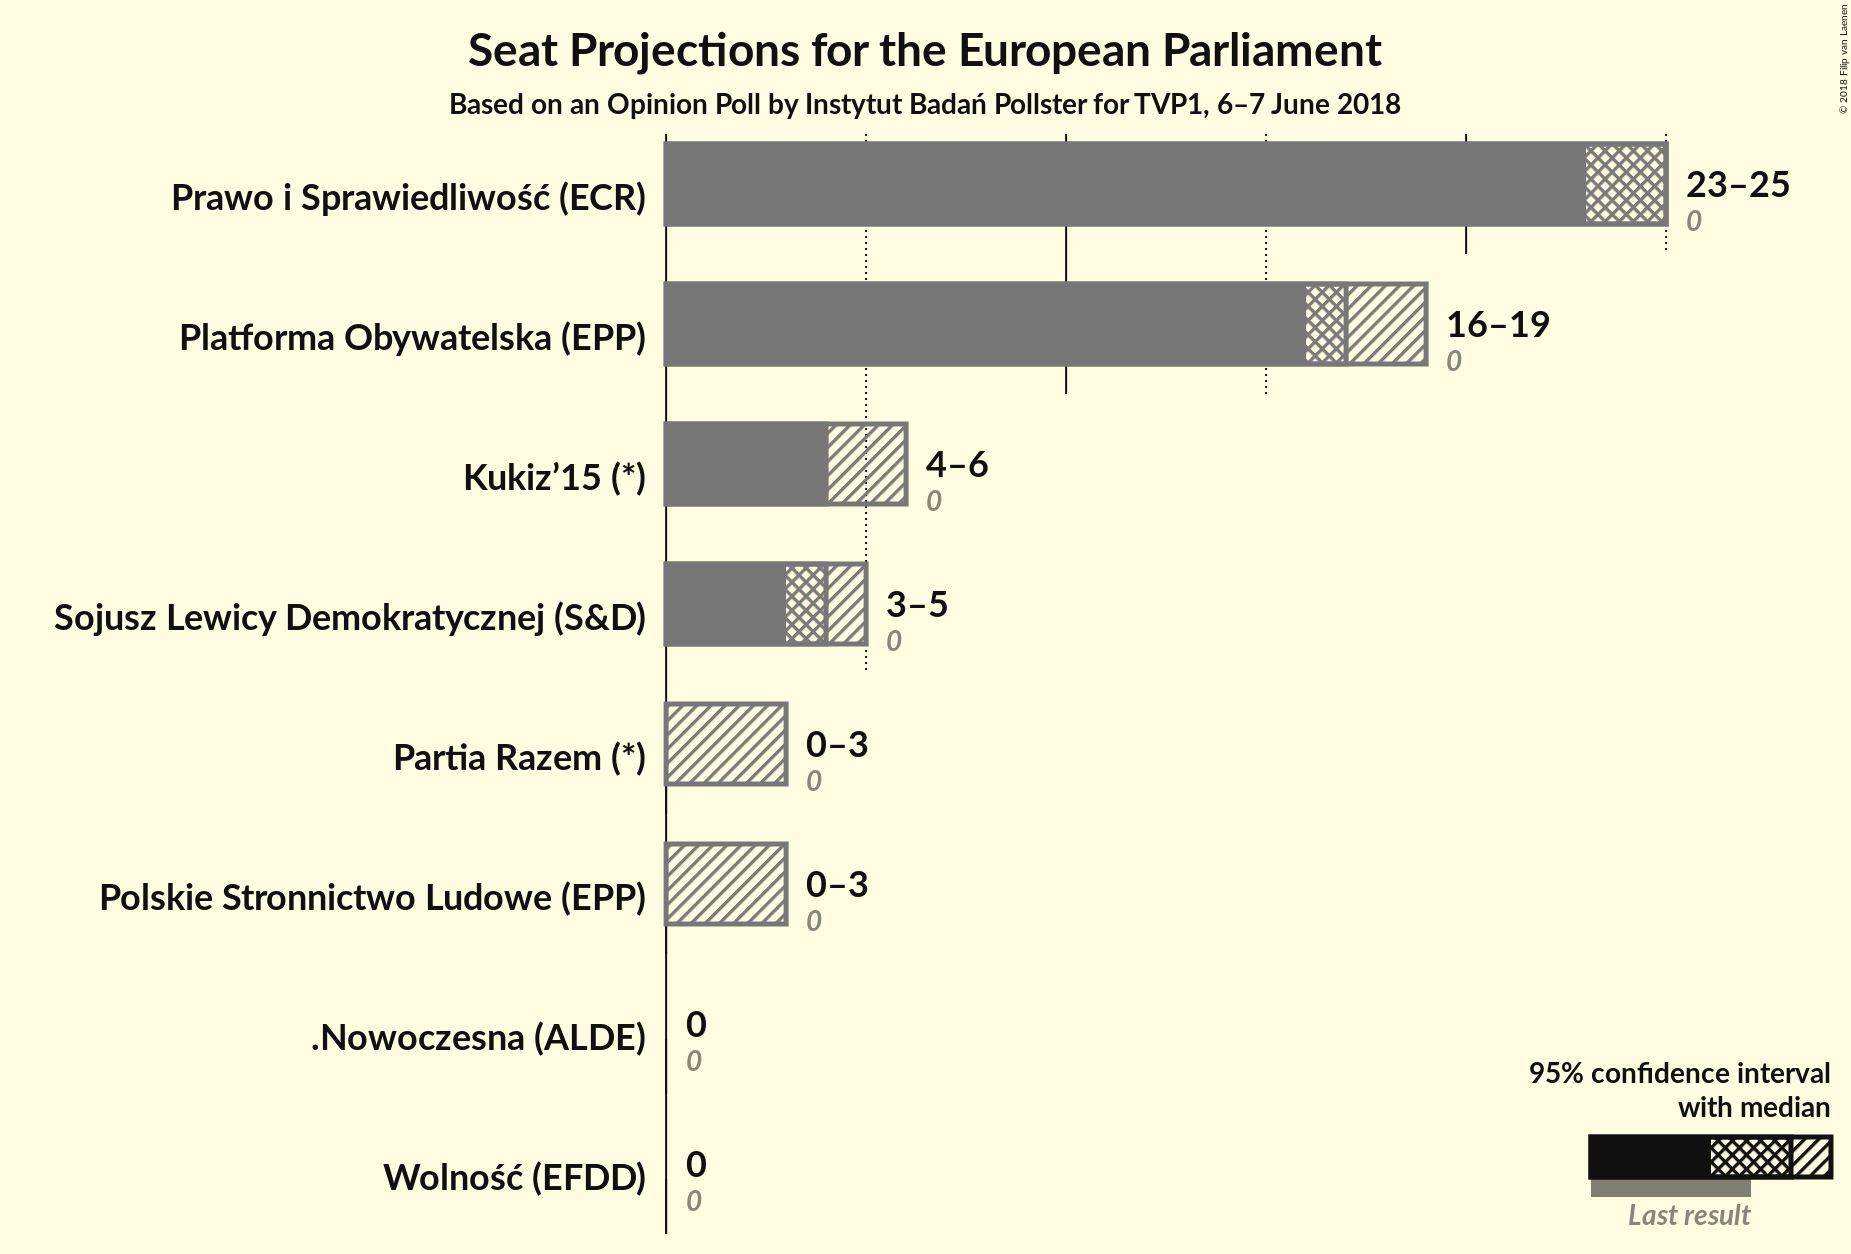 Seat Projections for the European Parliament
Based on an Opinion Poll by Instytut Badań Pollster for TVP1, 6–7 June 2018
© 2018 Filip van Laenen
Prawo i Sprawiedliwość (ECR)
23–25
0
Platforma Obywatelska (EPP)
16–19
0
Kukiz’15 (*)
4–6
0
Sojusz Lewicy Demokratycznej (S&D)
3–5
0
Partia Razem (*)
0–3
0
Polskie Stronnictwo Ludowe (EPP)
0–3
0
.Nowoczesna (ALDE)
0
0
Wolność (EFDD)
0
0
95% confidence interval
with median
Last result